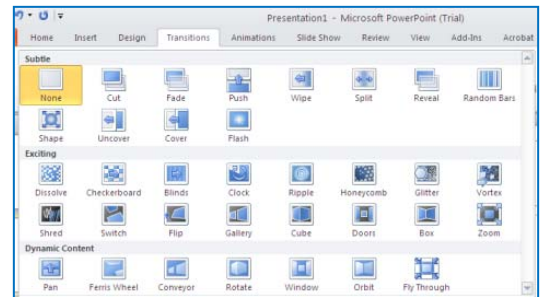 Presentation1 - Microsoft PowerPoint (Trial)
Home Insert Design Transitions Animations Slide Show Review View Add-Ins Acrobat
Subtle
None Cut Fade Push Wipe Split Reveal Random Bars
Shape Uncover Cover Flash
Exciting
Dissolve Checkerboard Blinds Clock Ripple Honeycomb Glitter Vortex
Shred Switch Flip Gallery Cube Doors Box Zoom
Dynamic Content
Pan Ferris Wheel Conveyor Rotate Window Orbit Fly Through